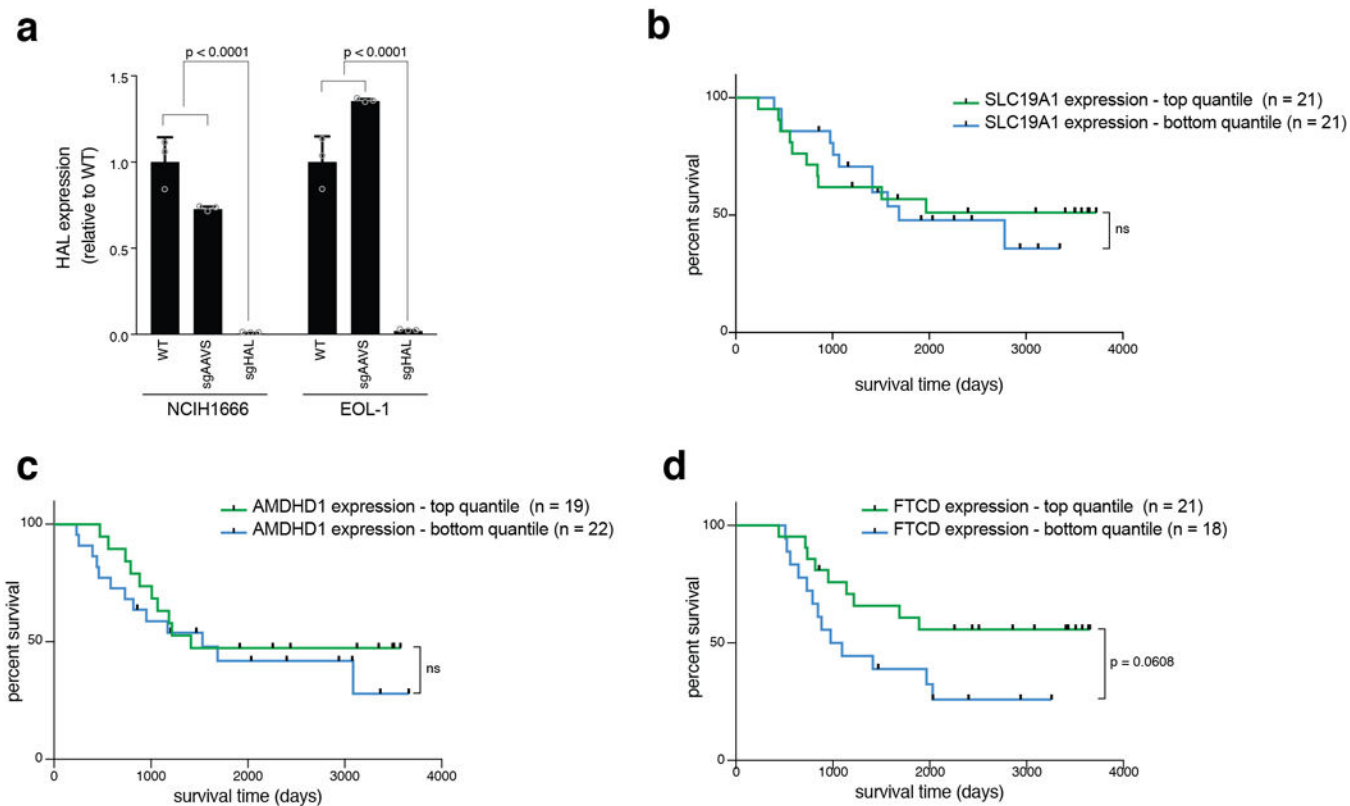 a
p < 0.0001
p < 0.0001
HAL expression
(relative to WT)
1.5
1.0
0.5
0.0
WT
sgAAVS
sgHAL
WT
sgAAVS
sgHAL
NCIH1666
EOL-1
b
SLC19A1 expression - top quantile (n = 21)
SLC19A1 expression - bottom quantile (n = 21)
percent survival
100
50
0
ns
0
1000
2000
3000
4000
survival time (days)
c
AMDHD1 expression - top quantile (n = 19)
AMDHD1 expression - bottom quantile (n = 22)
percent survival
100
50
0
ns
0
1000
2000
3000
4000
survival time (days)
d
FTCD expression - top quantile (n = 21)
FTCD expression - bottom quantile (n = 18)
percent survival
100
50
0
p = 0.0608
0
1000
2000
3000
4000
survival time (days)